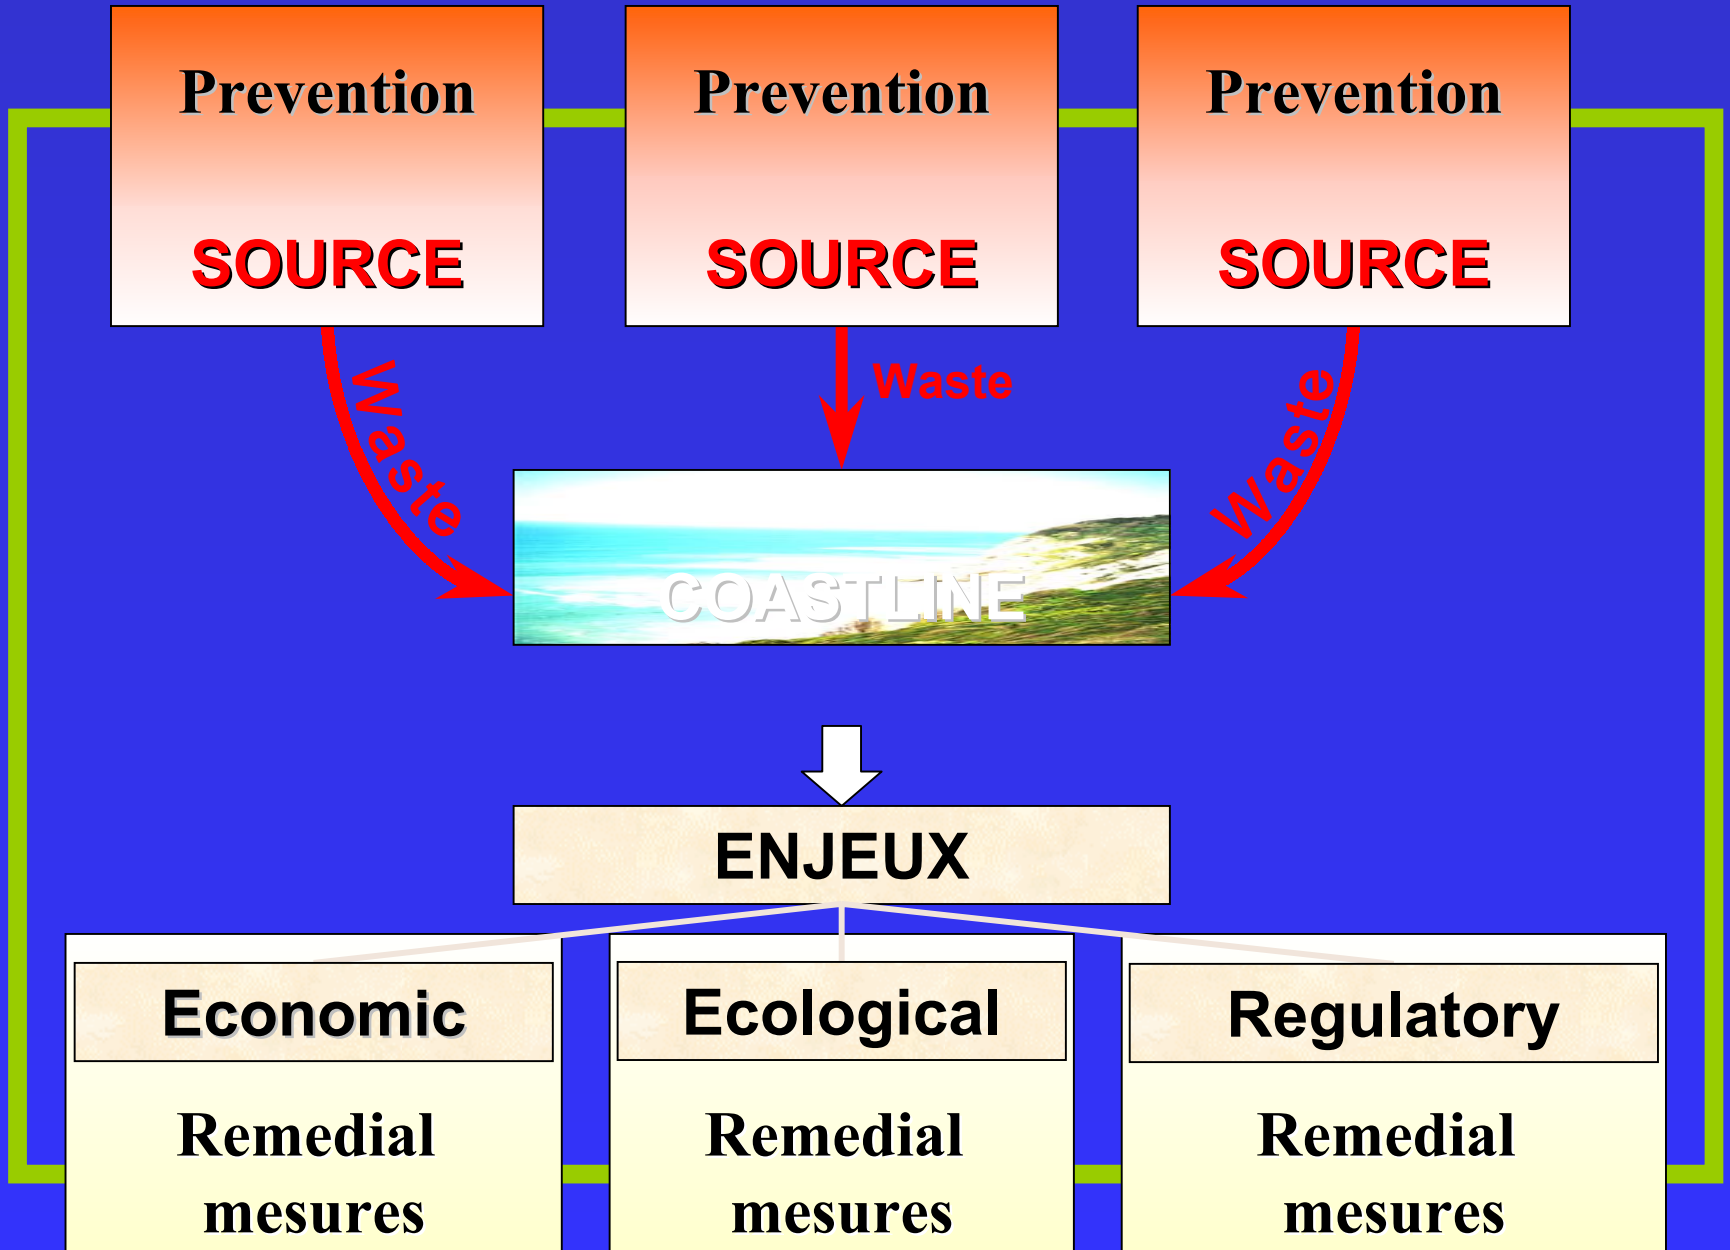 Prevention
SOURCE
Prevention
SOURCE
Prevention
SOURCE
Waste
Waste
Waste
COASTLINE
ENJEUX
Economic
Remedial
mesures
Ecological
Remedial
mesures
Regulatory
Remedial
mesures